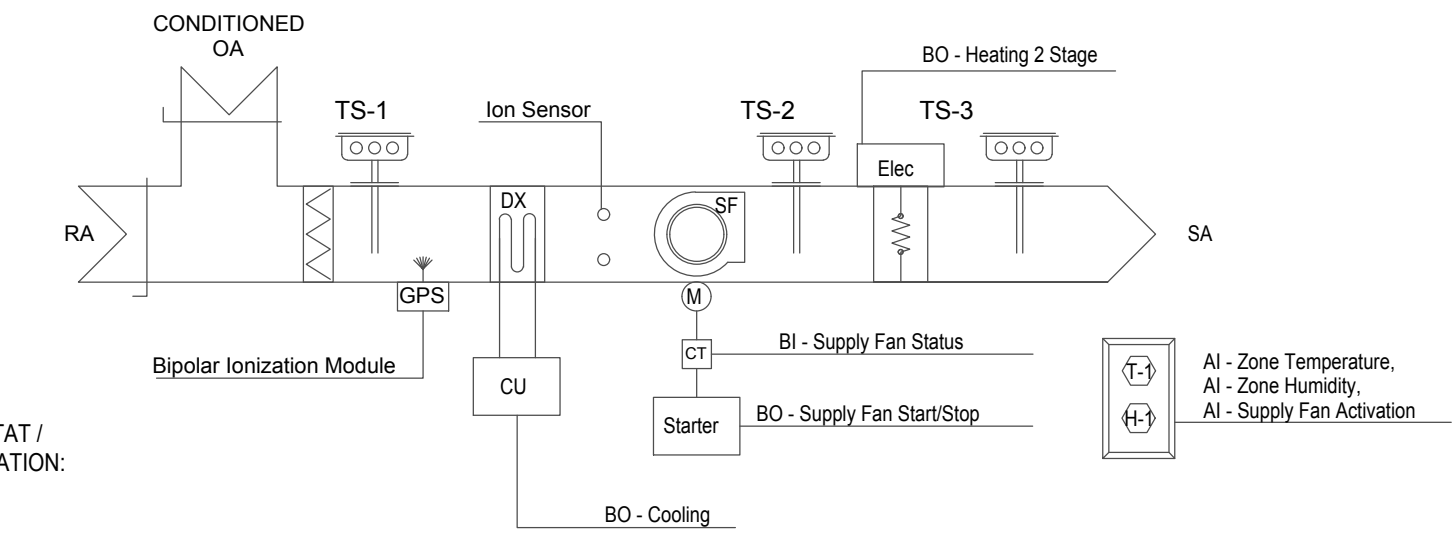 CONDITIONED
OA
BO - Heating 2 Stage
TS-1
Ion Sensor
TS-2
TS-3
Elec
DX
SF
RA
SA
GPS
M
BI - Supply Fan Status
CT
Bipolar Ionization Module
CU
T-1
AI - Zone Temperature,
AI - Zone Humidity,
H-1
AI - Supply Fan Activation
Starter
BO - Supply Fan Start/Stop
TAT /
ATION:
BO - Cooling